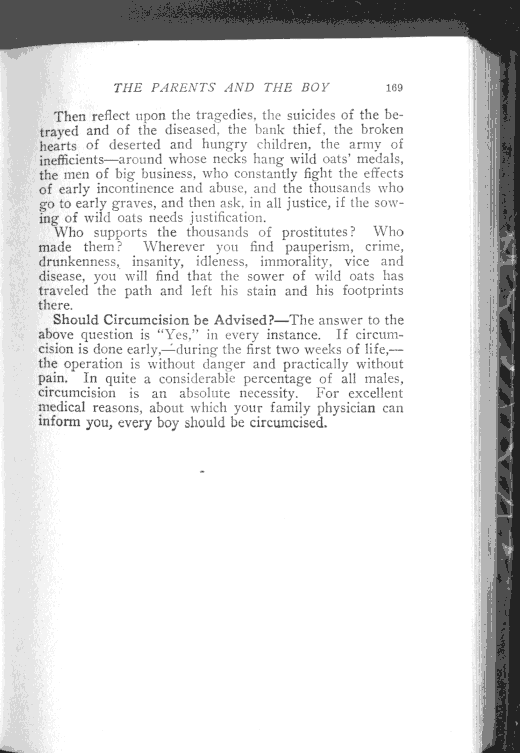 THE PARENTS AND THE BOY 169
Then reflect upon the tragedies, the suicides of the be-
trayed and of the diseased, the bank thief, the broken
hearts of deserted and hungry children, the army of
inefficients—around whose necks hang wild oats' medals,
the men of big business, who constantly fight the effects
of early incontinence and abuse, and the thousands who
go to early graves, and then ask, in all justice, if the sow-
ing of wild oats needs justification.
Who supports the thousands of prostitutes? Who
made them? Wherever you find pauperism, crime,
drunkenness, insanity, idleness, immorality, vice and
disease, you will find that the sower of wild oats has
traveled the path and left his stain and his footprints
there.
Should Circumcision be Advised?—The answer to the
above question is "Yes," in every instance. If circum-
cision is done early,—during the first two weeks of life,—
the operation is without danger and practically without
pain. In quite a considerable percentage of all males,
circumcision is an absolute necessity. For excellent
medical reasons, about which your family physician can
inform you, every boy should be circumcised.